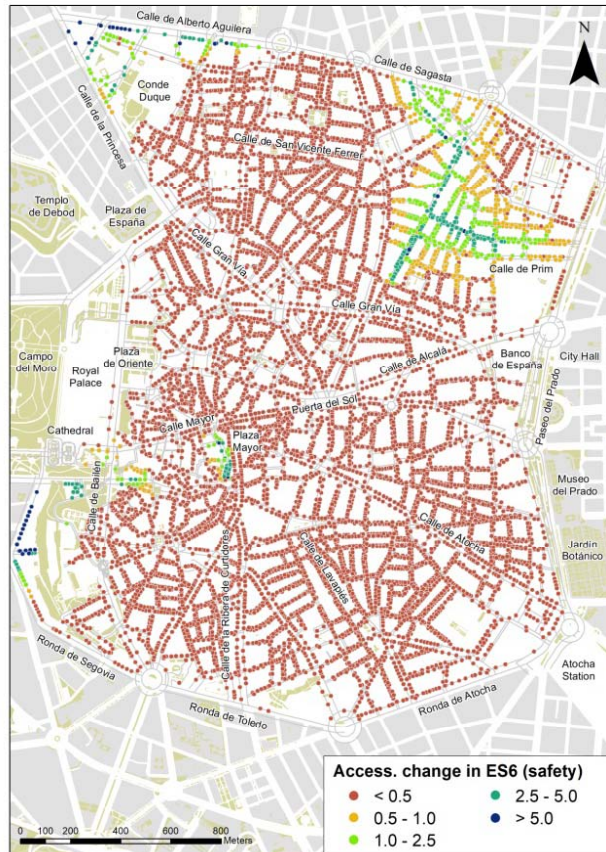 Calle de Alberto Aguilera
N
Calle de Sagasta
Conde
Duque
Calle de la Princesa
Calle de San Vicente Ferrer
Templo
de Debod
Plaza de
España
Calle Gran Vía
Calle de Prim
Calle Gran Vía
Campo
del Moro
Royal
Palace
Plaza
de Oriente
Calle de Alcalá
Banco
de España
City Hall
Puerta del Sol
Paseo del Prado
Cathedral
Calle Mayor
Plaza
Mayor
Calle de Bailén
Museo
del Prado
Calle de Atocha
Jardín
Botánico
Calle de la Ribera de Curtidores
Calle de Lavapiés
Ronda de Segovia
Atocha
Station
Ronda de Toledo
Ronda de Atocha
Access. change in ES6 (safety)
< 0.5
2.5 - 5.0
0.5 - 1.0
> 5.0
1.0 - 2.5
0 100 200 400 600 800
Meters